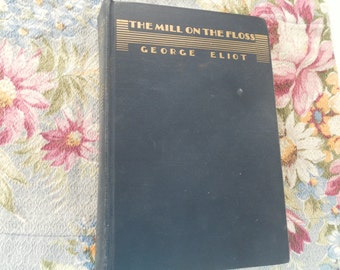 THE MILL ON THE FLOSS
GEORGE ELIOT